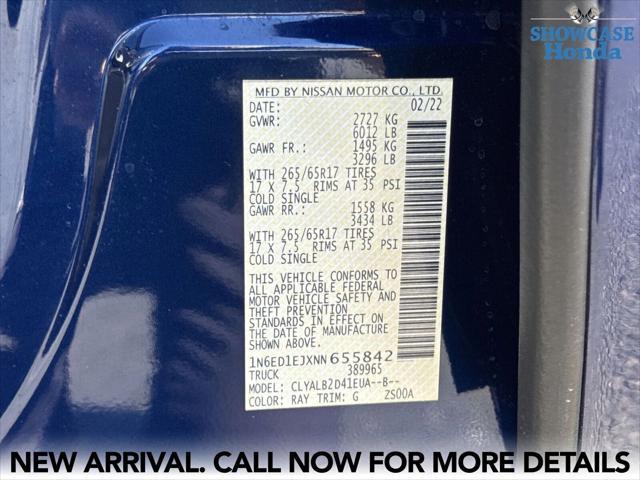 SHOWCASE
Honda
MFD BY NISSAN MOTOR CO., LTD.
DATE: 02/22
GVWR: 2727 KG
6012 LB
GAWR FR.: 1495 KG
3296 LB
WITH 265/65R17 TIRES
17 X 7.5 RIMS AT 35 PSI
COLD SINGLE
GAWR RR.: 1558 KG
3434 LB
WITH 265/65R17 TIRES
17 X 7.5 RIMS AT 35 PSI
COLD SINGLE
THIS VEHICLE CONFORMS TO
ALL APPLICABLE FEDERAL
MOTOR VEHICLE SAFETY AND
THEFT PREVENTION
STANDARDS IN EFFECT ON
THE DATE OF MANUFACTURE
SHOWN ABOVE.
1N6ED1EJXNN655842
TRUCK 389965
MODEL: CLYALB2D41EUA--B--
COLOR: RAY TRIM: G ZS00A
NEW ARRIVAL. CALL NOW FOR MORE DETAILS